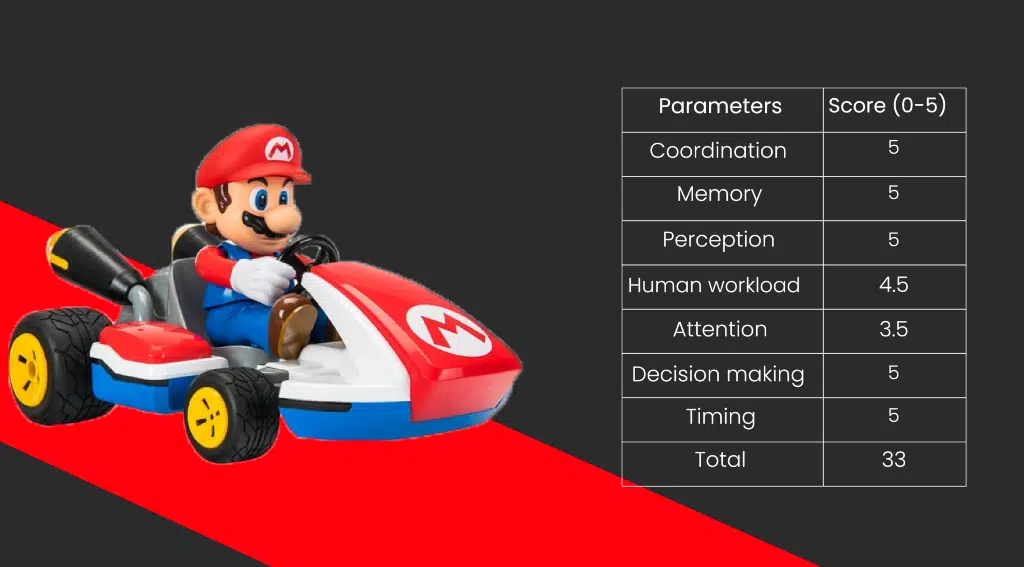 Parameters Score (0-5)
Coordination 5
Memory 5
Perception 5
Human workload 4.5
Attention 3.5
Decision making 5
Timing 5
Total 33
M
M